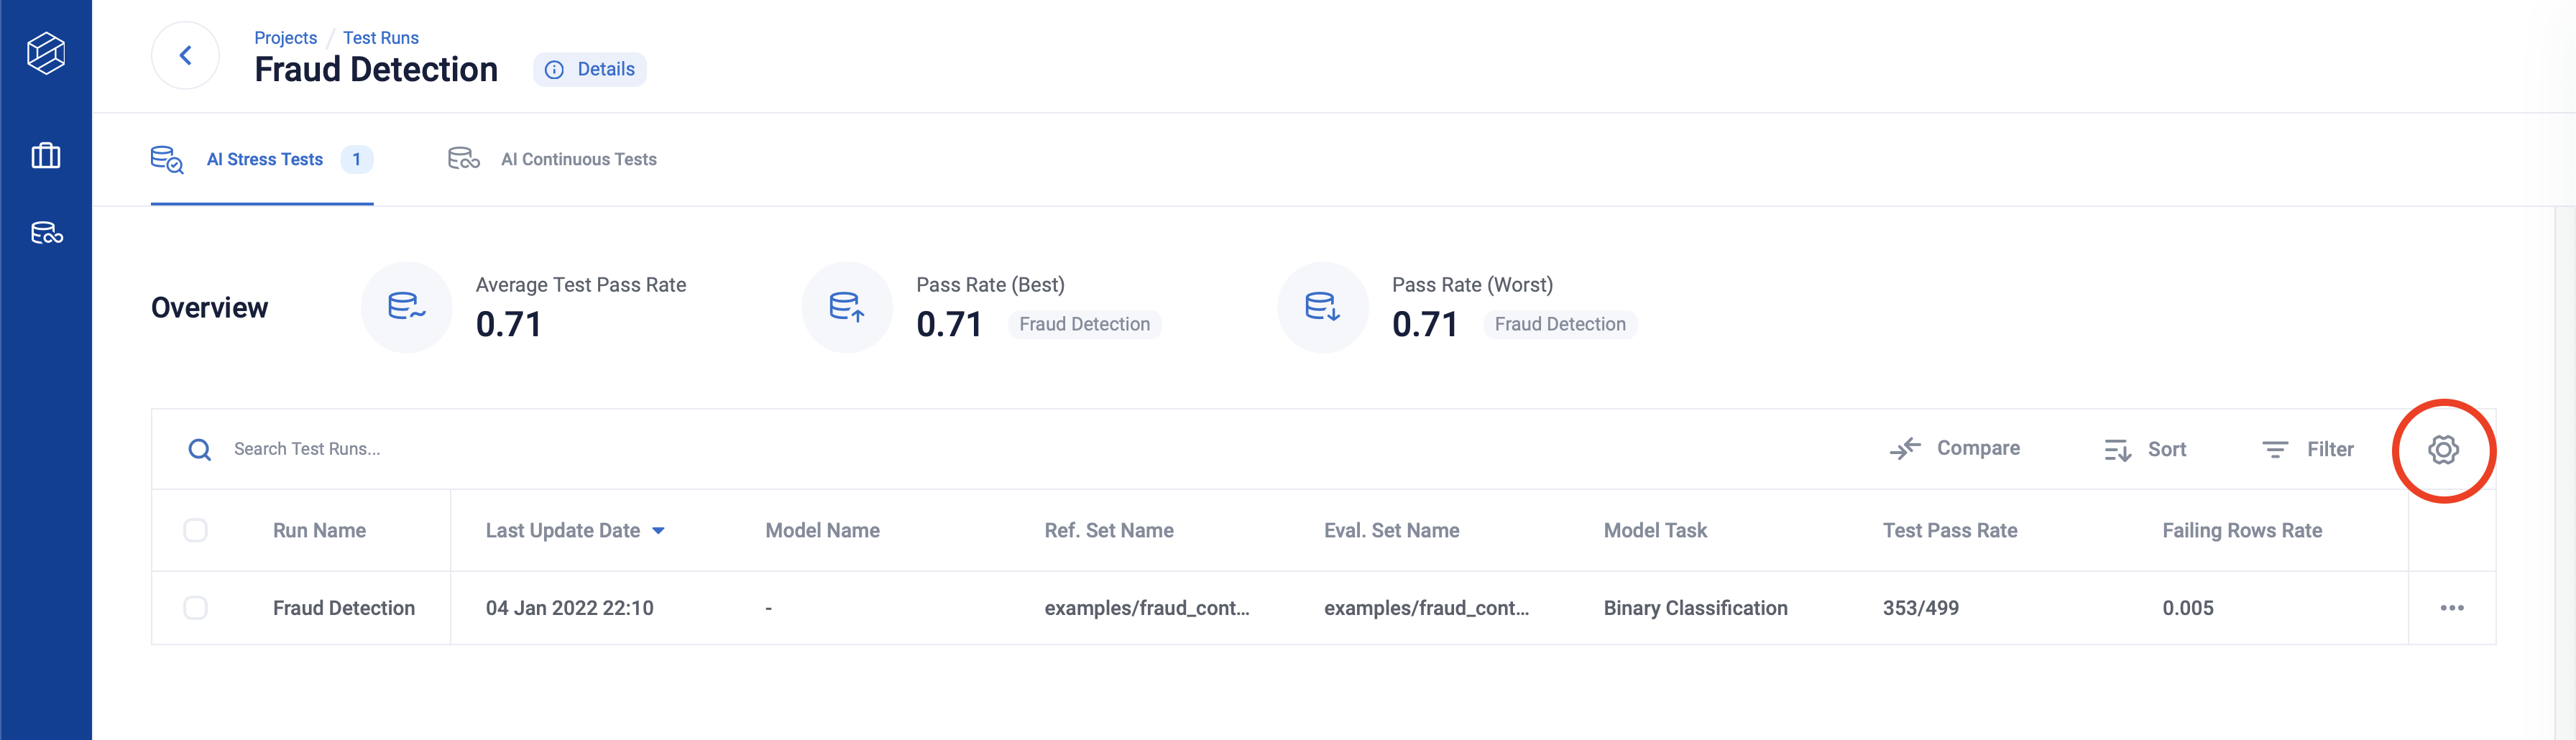 Projects / Test Runs
Fraud Detection Details
AI Stress Tests 1 AI Continuous Tests
Overview
Average Test Pass Rate
0.71
Pass Rate (Best)
0.71 Fraud Detection
Pass Rate (Worst)
0.71 Fraud Detection
Search Test Runs... Compare Sort Filter
Run Name Last Update Date Model Name Ref. Set Name Eval. Set Name Model Task Test Pass Rate Failing Rows Rate
Fraud Detection 04 Jan 2022 22:10 - examples/fraud_cont... examples/fraud_cont... Binary Classification 353/499 0.005